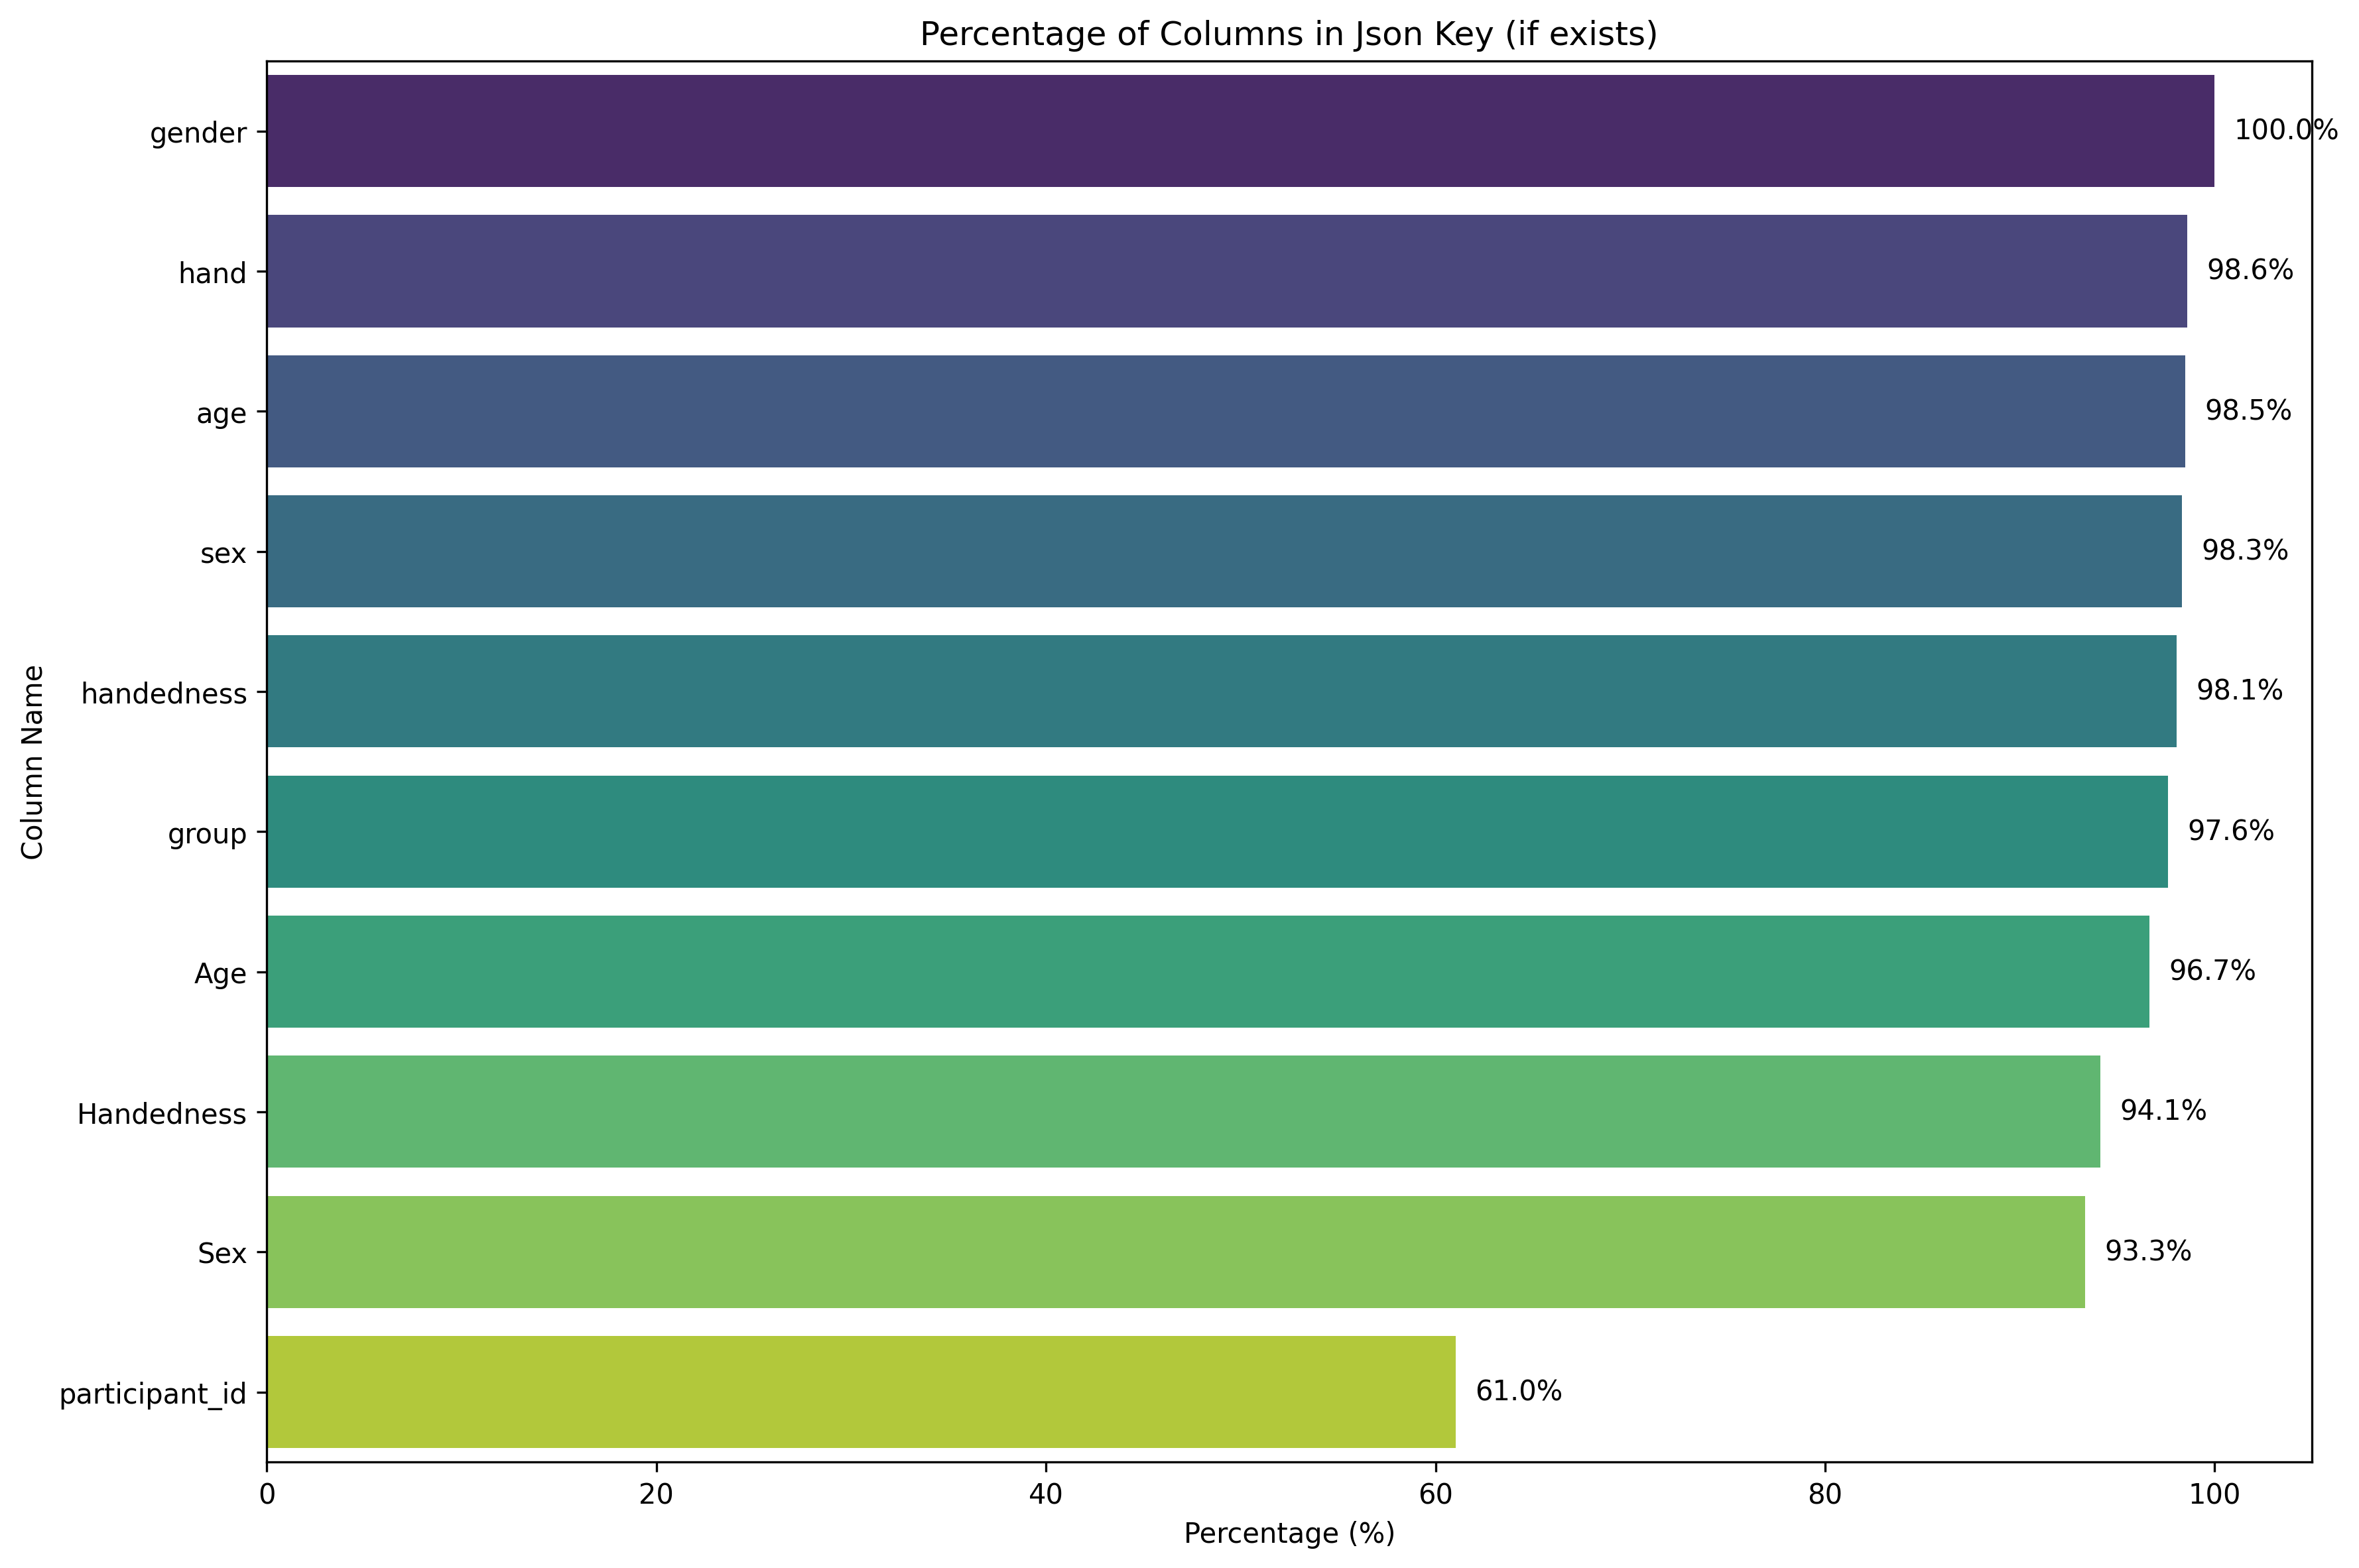 Percentage of Columns in Json Key (if exists)
Column Name
gender 100.0%
hand 98.6%
age 98.5%
sex 98.3%
handedness 98.1%
group 97.6%
Age 96.7%
Handedness 94.1%
Sex 93.3%
participant_id 61.0%
0 20 40 60 80 100
Percentage (%)